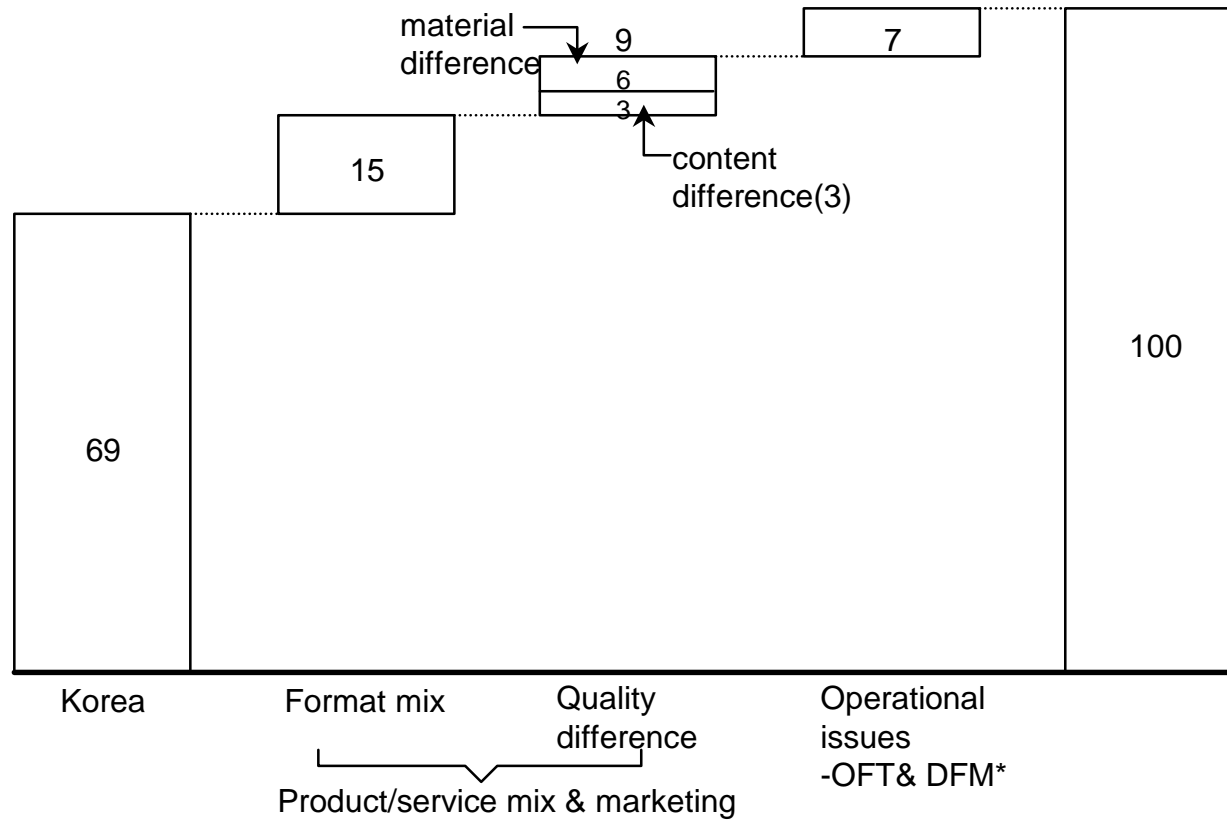 material
difference
9
6
3
7
15
content
difference(3)
69
100
Korea
Format mix
Quality
difference
Operational
issues
-OFT& DFM*
Product/service mix & marketing